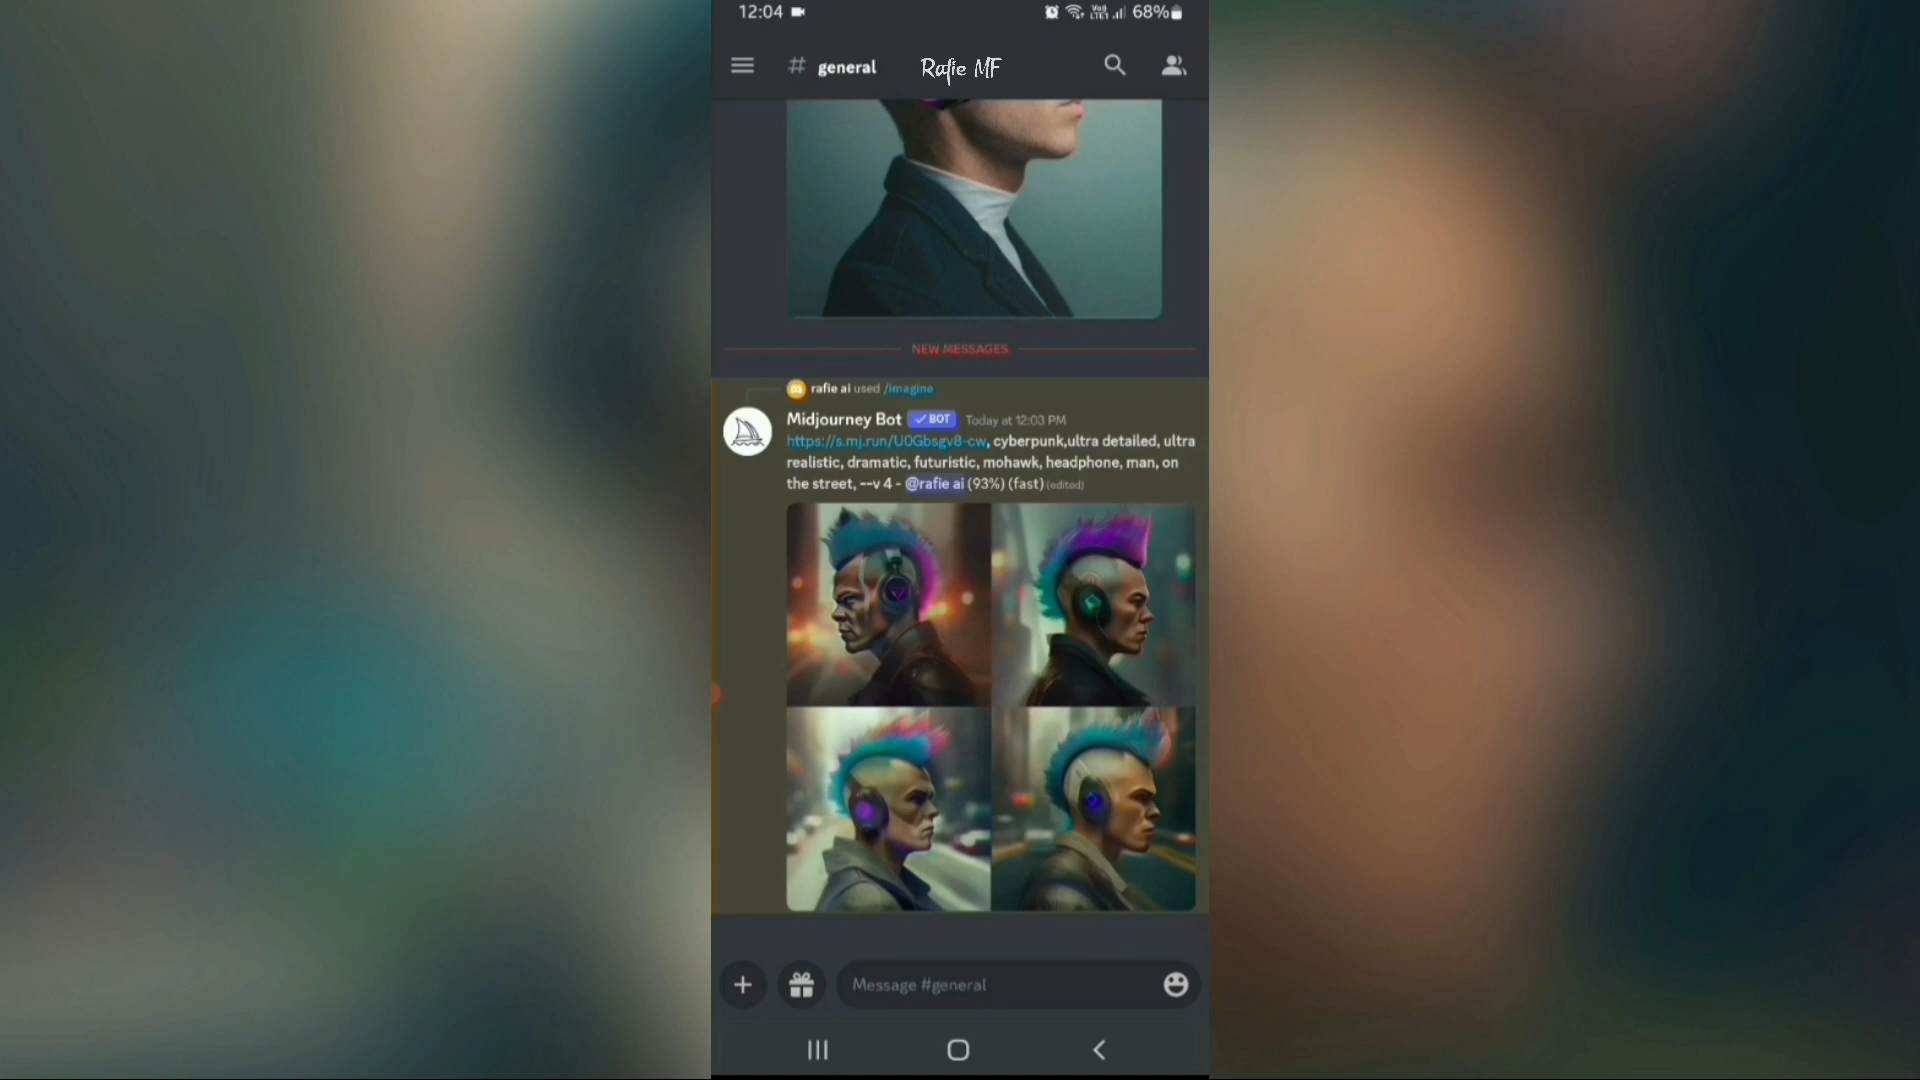 12:04
Vo)) LTE1 68%
# general Rafie MF
NEW MESSAGES
rafie ai used /imagine
Midjourney Bot ✓ BOT Today at 12:03 PM
https://s.mj.run/U0Gbsgv8-cw, cyberpunk,ultra detailed, ultra
realistic, dramatic, futuristic, mohawk, headphone, man, on
the street, --v 4 - @rafie ai (93%) (fast) (edited)
Message #general